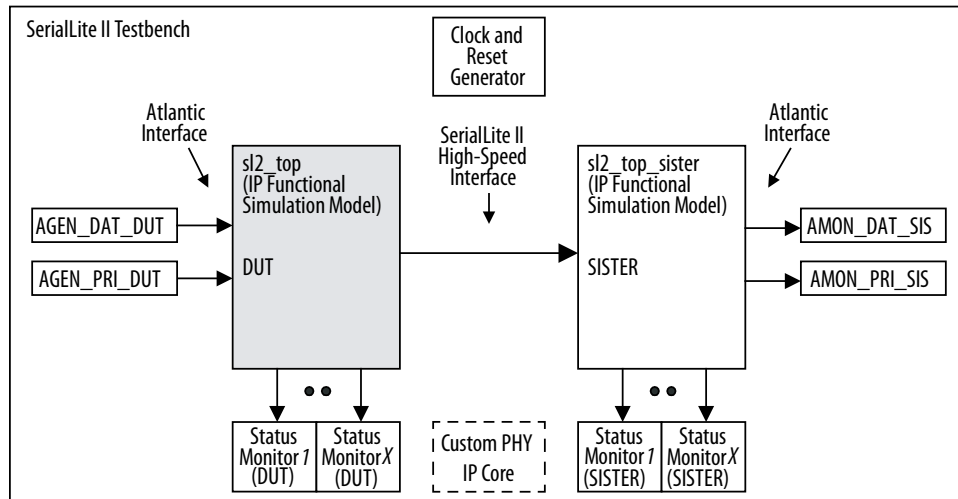 SerialLite II Testbench
Clock and
Reset
Generator
Atlantic
Interface
SerialLite II
High-Speed
Interface
Atlantic
Interface
sl2_top
(IP Functional
Simulation Model)
DUT
sl2_top_sister
(IP Functional
Simulation Model)
SISTER
AGEN_DAT_DUT
AGEN_PRI_DUT
AMON_DAT_SIS
AMON_PRI_SIS
Status
Monitor 1
(DUT)
Status
Monitor X
(DUT)
Custom PHY
IP Core
Status
Monitor 1
(SISTER)
Status
Monitor X
(SISTER)